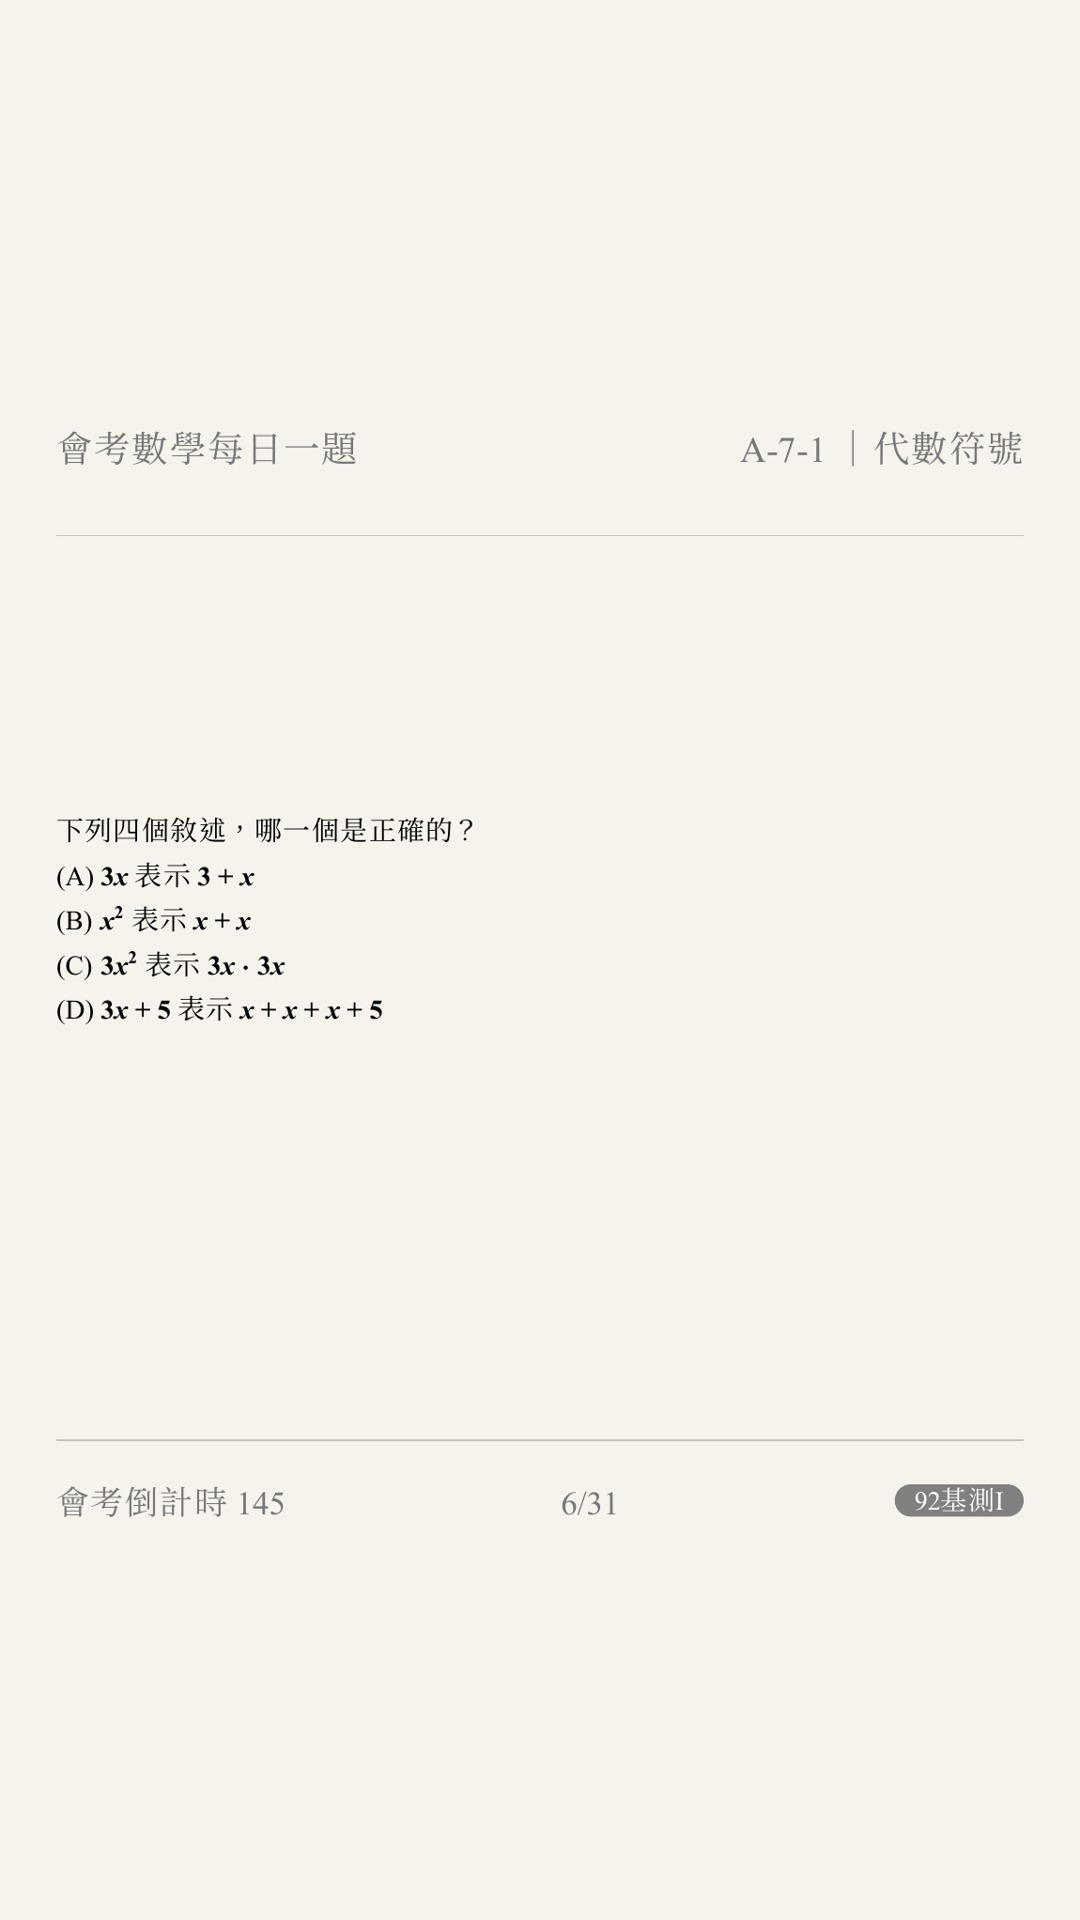 會考數學每日一題
A-7-1｜代數符號
下列四個敘述，哪一個是正確的？
(A) 3x 表示 3 + x
(B) x² 表示 x + x
(C) 3x² 表示 3x · 3x
(D) 3x + 5 表示 x + x + x + 5
會考倒計時 145
6/31
92基測I